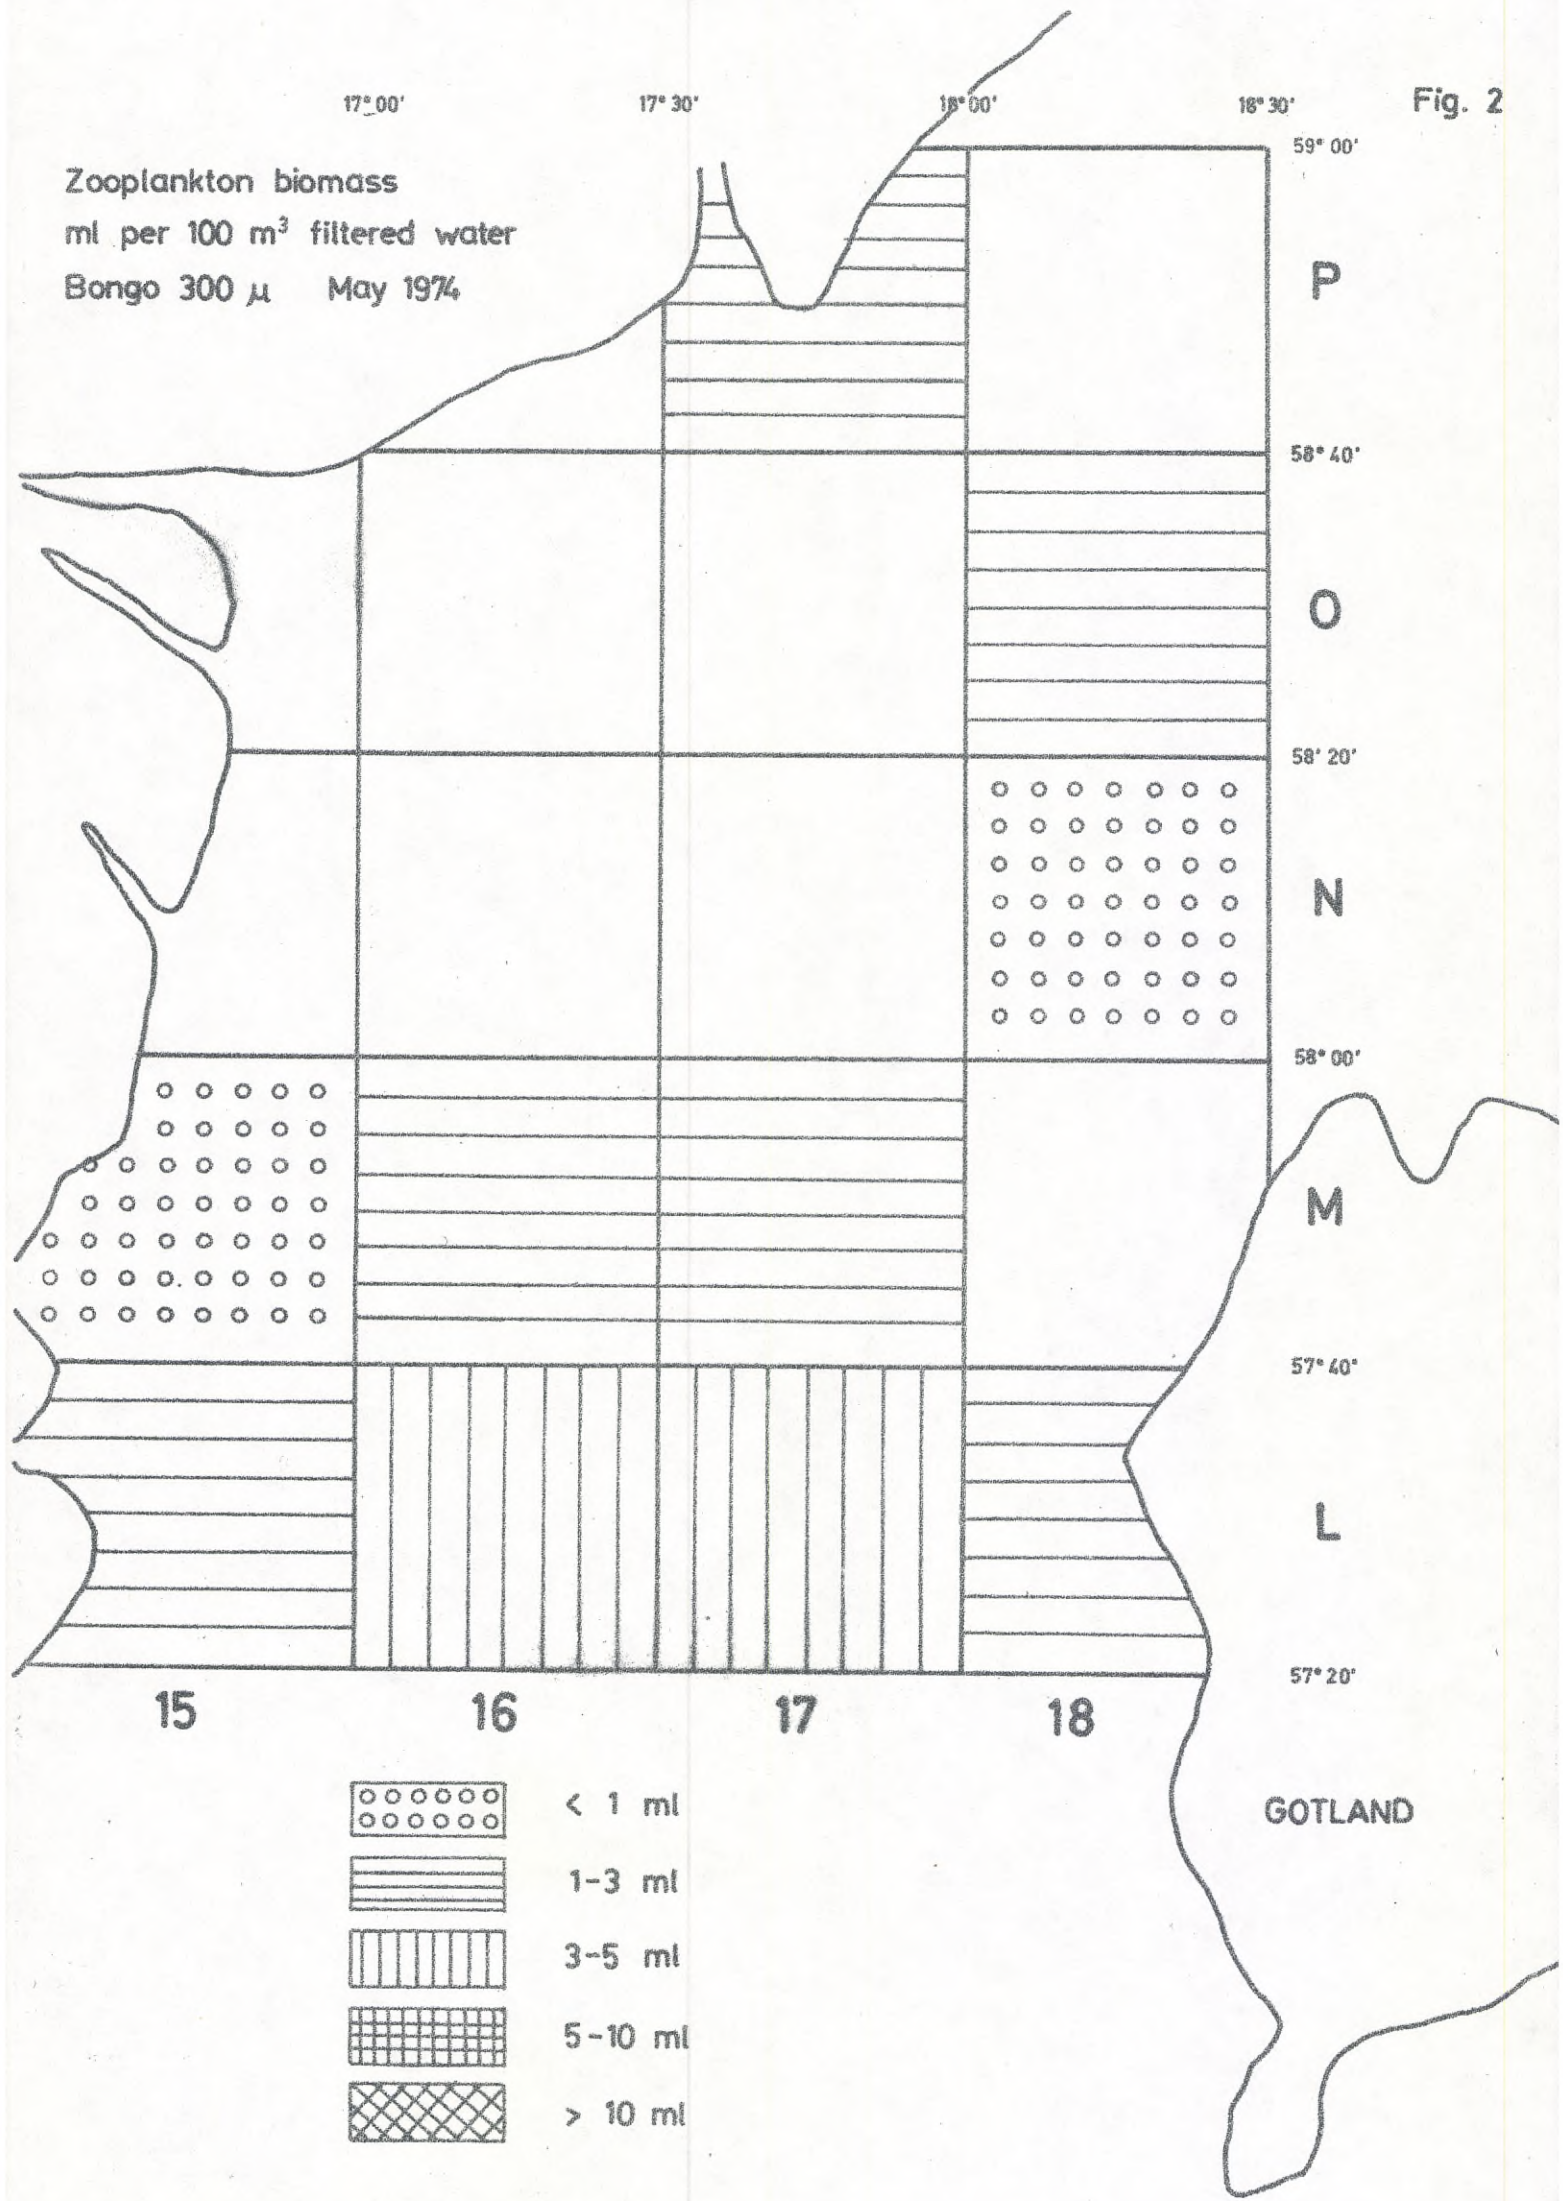 17° 00' 17° 30' 18° 00' 18° 30' Fig. 2
59° 00'
Zooplankton biomass
ml per 100 m³ filtered water
Bongo 300 µ May 1974
P
58° 40'
O
58' 20'
N
58° 00'
M
57° 40'
L
57° 20'
15 16 17 18
< 1 ml
GOTLAND
1-3 ml
3-5 ml
5-10 ml
> 10 ml